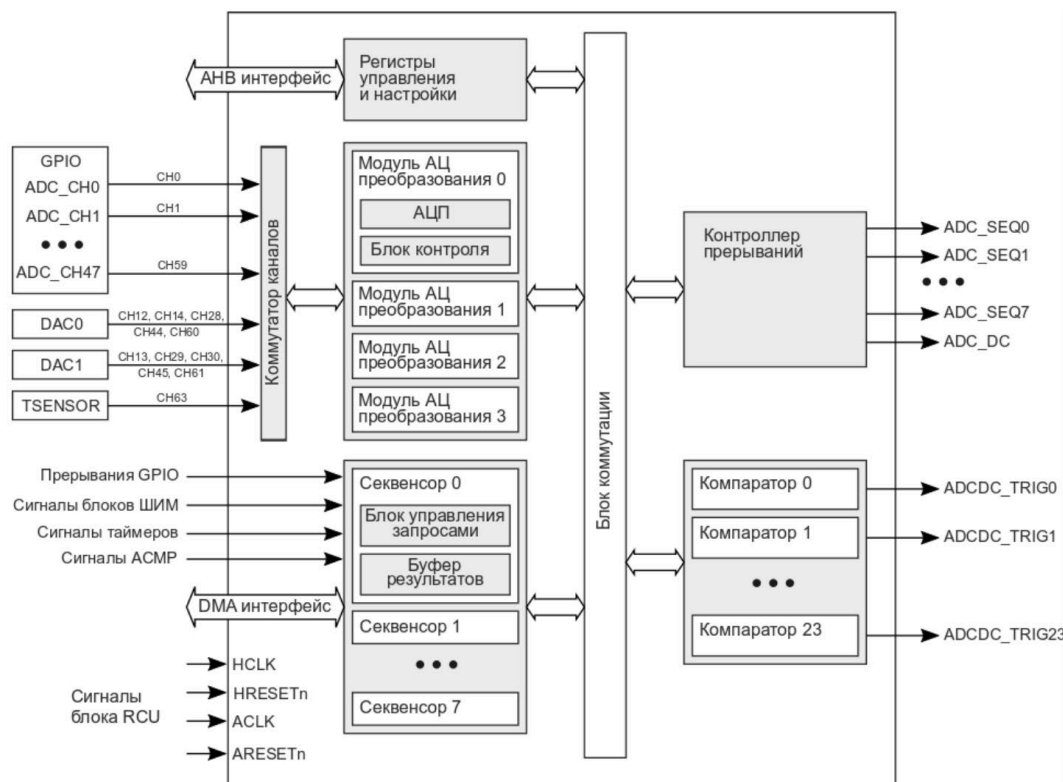 АНВ интерфейс
Регистры
управления
и настройки
GPIO
ADC_CH0
ADC_CH1
ADC_CH47
CH0
CH1
CH59
DAC0
CH12, CH14, CH28,
CH44, CH60
DAC1
CH13, CH29, CH30,
CH45, CH61
TSENSOR
CH63
Коммутатор каналов
Модуль АЦ
преобразования 0
АЦП
Блок контроля
Модуль АЦ
преобразования 1
Модуль АЦ
преобразования 2
Модуль АЦ
преобразования 3
Блок коммутации
Контроллер
прерываний
ADC_SEQ0
ADC_SEQ1
ADC_SEQ7
ADC_DC
Прерывания GPIO
Сигналы блоков ШИМ
Сигналы таймеров
Сигналы ACMP
DMA интерфейс
Секвенсор 0
Блок управления
запросами
Буфер
результатов
Секвенсор 1
Секвенсор 7
Компаратор 0
Компаратор 1
Компаратор 23
ADCDC_TRIG0
ADCDC_TRIG1
ADCDC_TRIG23
Сигналы
блока RCU
HCLK
HRESETn
ACLK
ARESETn